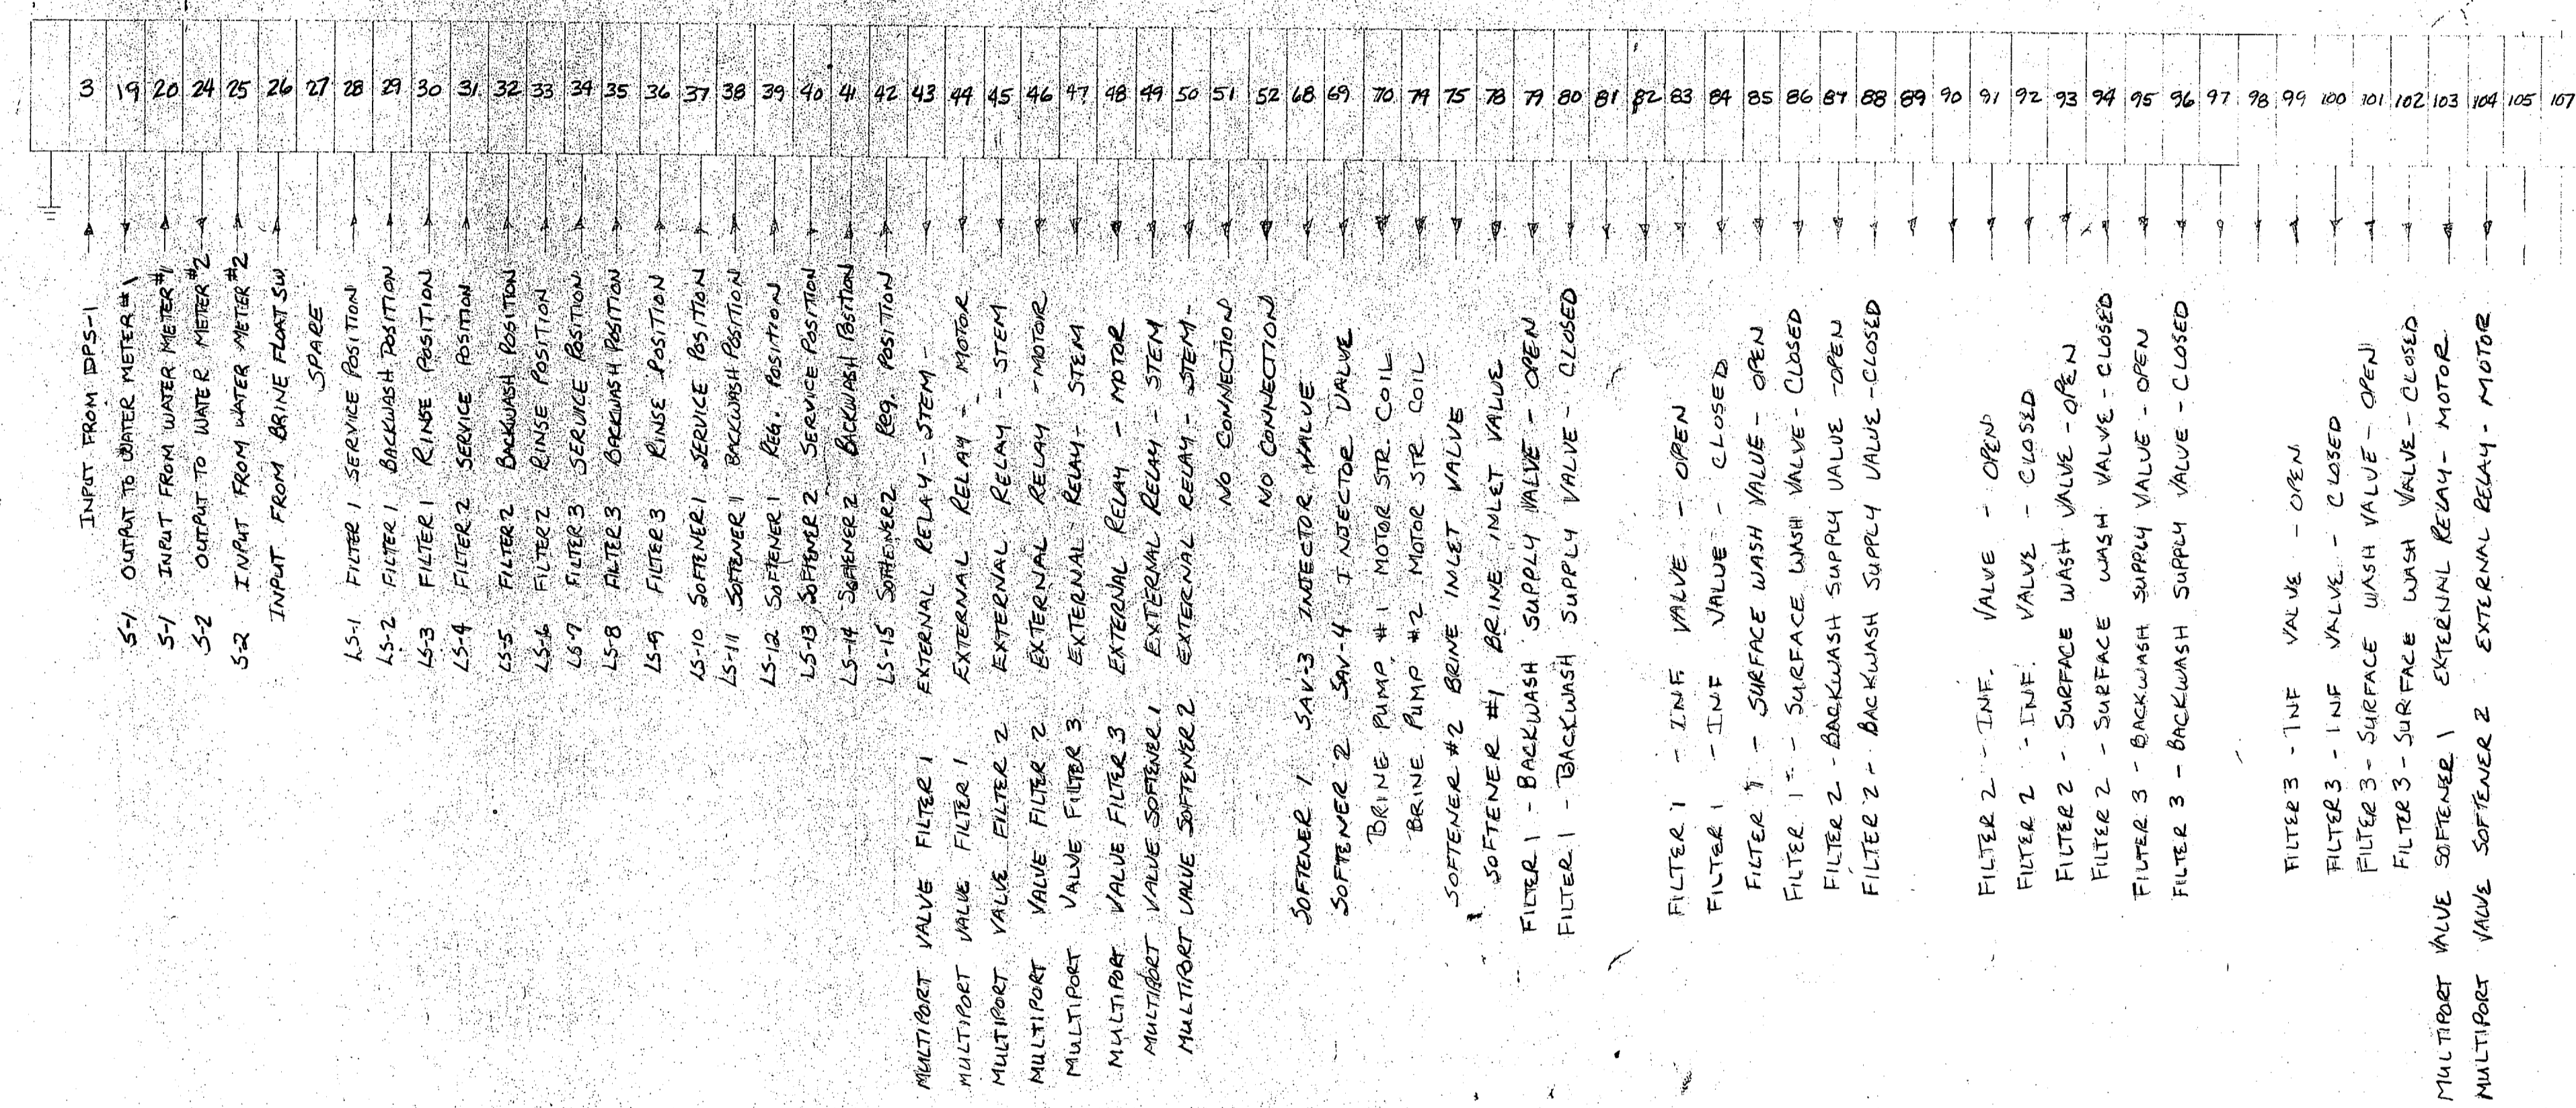 3 19 20 24 25 26 27 28 29 30 31 32 33 34 35 36 37 38 39 40 41 42 43 44 45 46 47 48 49 50 51 52 68 69 70 74 75 78 79 80 81 82 83 84 85 86 87 88 89 90 91 92 93 94 95 96 97 98 99 100 101 102 103 104 105 107
INPUT FROM DPS-1
S-1 OUTPUT TO WATER METER #1
S-1 INPUT FROM WATER METER #1
S-2 OUTPUT TO WATER METER #2
S-2 INPUT FROM WATER METER #2
INPUT FROM BRINE FLOAT SW
SPARE
LS-1 FILTER 1 SERVICE POSITION
LS-2 FILTER 1 BACKWASH POSITION
LS-3 FILTER 1 RINSE POSITION
LS-4 FILTER 2 SERVICE POSITION
LS-5 FILTER 2 BACKWASH POSITION
LS-6 FILTER 2 RINSE POSITION
LS-7 FILTER 3 SERVICE POSITION
LS-8 FILTER 3 BACKWASH POSITION
LS-9 FILTER 3 RINSE POSITION
LS-10 SOFTENER 1 SERVICE POSITION
LS-11 SOFTENER 1 BACKWASH POSITION
LS-12 SOFTENER 1 REG. POSITION
LS-13 SOFTENER 2 SERVICE POSITION
LS-14 SOFTENER 2 BACKWASH POSITION
LS-15 SOFTENER 2 REG. POSITION
MULTIPORT VALVE FILTER 1 EXTERNAL RELAY - STEM -
MULTIPORT VALVE FILTER 1 EXTERNAL RELAY - MOTOR
MULTIPORT VALVE FILTER 2 EXTERNAL RELAY - STEM
MULTIPORT VALVE FILTER 2 EXTERNAL RELAY - MOTOR
MULTIPORT VALVE FILTER 3 EXTERNAL RELAY - STEM
MULTIPORT VALVE FILTER 3 EXTERNAL RELAY - MOTOR
MULTIPORT VALVE SOFTENER 1 EXTERNAL RELAY - STEM
MULTIPORT VALVE SOFTENER 2 EXTERNAL RELAY - STEM -
NO CONNECTION
NO CONNECTION
SOFTENER 1 SAV-3 INJECTOR VALVE
SOFTENER 2 SAV-4 INJECTOR VALVE
BRINE PUMP #1 MOTOR STR. COIL
BRINE PUMP #2 MOTOR STR COIL
SOFTENER #2 BRINE INLET VALVE
SOFTENER #1 BRINE INLET VALVE
FILTER 1 - BACKWASH SUPPLY VALVE - OPEN
FILTER 1 - BACKWASH SUPPLY VALVE - CLOSED
FILTER 1 - INF VALVE - OPEN
FILTER 1 - INF VALVE - CLOSED
FILTER 1 - SURFACE WASH VALVE - OPEN
FILTER 1 - SURFACE WASH VALVE - CLOSED
FILTER 2 - BACKWASH SUPPLY VALVE - OPEN
FILTER 2 - BACKWASH SUPPLY VALVE - CLOSED
FILTER 2 - INF. VALVE - OPEN
FILTER 2 - INF. VALVE - CLOSED
FILTER 2 - SURFACE WASH VALVE - OPEN
FILTER 2 - SURFACE WASH VALVE - CLOSED
FILTER 3 - BACKWASH SUPPLY VALVE - OPEN
FILTER 3 - BACKWASH SUPPLY VALVE - CLOSED
FILTER 3 - INF VALVE - OPEN
FILTER 3 - INF VALVE - CLOSED
FILTER 3 - SURFACE WASH VALVE - OPEN
FILTER 3 - SURFACE WASH VALVE - CLOSED
MULTIPORT VALVE SOFTENER 1 EXTERNAL RELAY - MOTOR
MULTIPORT VALVE SOFTENER 2 EXTERNAL RELAY - MOTOR